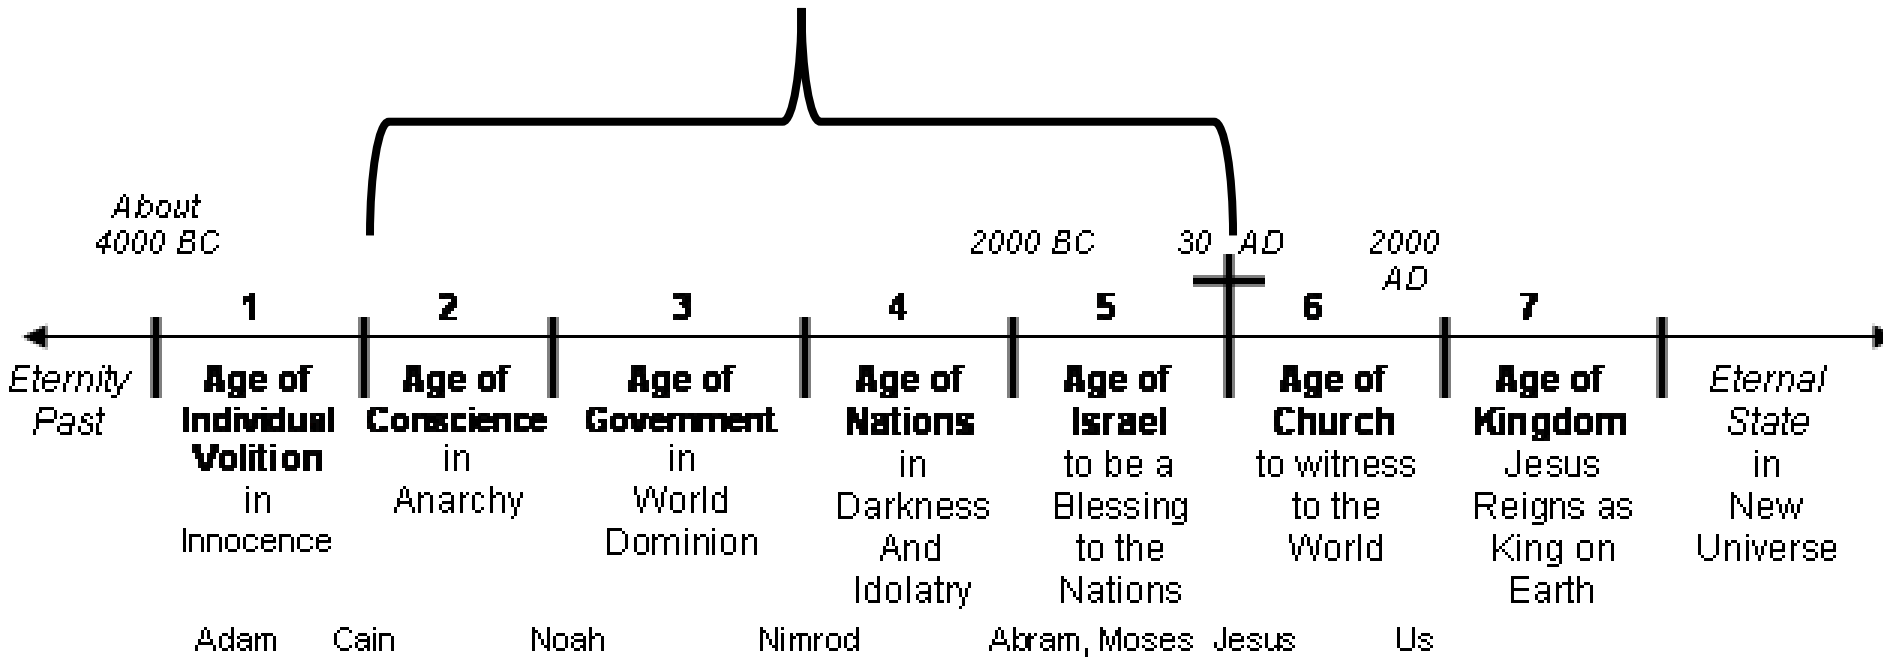 About
4000 BC
2000 BC
30 AD
2000
AD
1
2
3
4
5
6
7
Eternity
Past
Age of
Individual
Volition
in
Innocence
Age of
Conscience
in
Anarchy
Age of
Government
in
World
Dominion
Age of
Nations
in
Darkness
And
Idolatry
Age of
Israel
to be a
Blessing
to the
Nations
Age of
Church
to witness
to the
World
Age of
Kingdom
Jesus
Reigns as
King on
Earth
Eternal
State
in
New
Universe
Adam Cain Noah Nimrod Abram, Moses Jesus Us